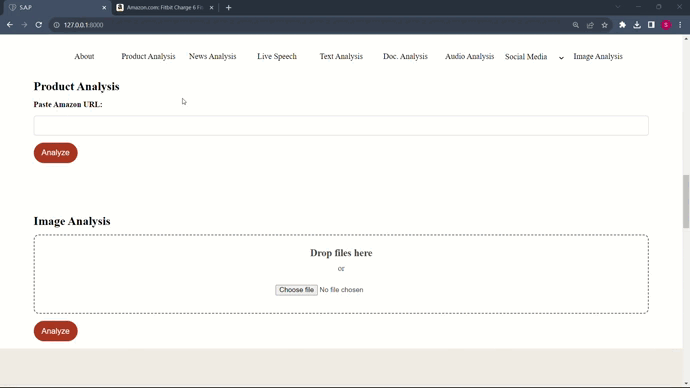 S.A.P
Amazon.com: Fitbit Charge 6 Fi
127.0.0.1:8000
S
About Product Analysis News Analysis Live Speech Text Analysis Doc. Analysis Audio Analysis Social Media Image Analysis
Product Analysis
Paste Amazon URL:
Analyze
Image Analysis
Drop files here
or
Choose file No file chosen
Analyze